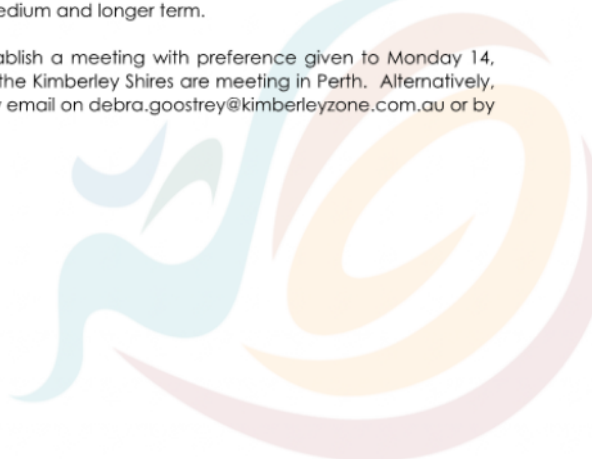 edium and longer term.
ablish a meeting with preference given to Monday 14,
the Kimberley Shires are meeting in Perth. Alternatively,
email on debra.goostrey@kimberleyzone.com.au or by